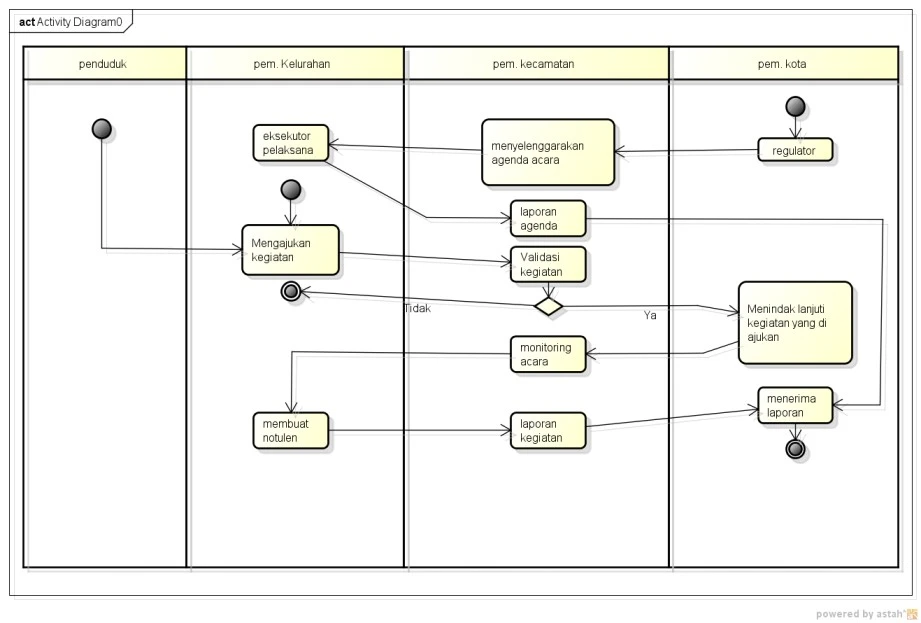 act Activity Diagram0
penduduk
pem. Kelurahan
pem. kecamatan
pem. kota
eksekutor
pelaksana
menyelenggarakan
agenda acara
regulator
laporan
agenda
Mengajukan
kegiatan
Validasi
kegiatan
Tidak
Ya
Menindak lanjuti
kegiatan yang di
ajukan
monitoring
acara
menerima
laporan
membuat
notulen
laporan
kegiatan
powered by astah*